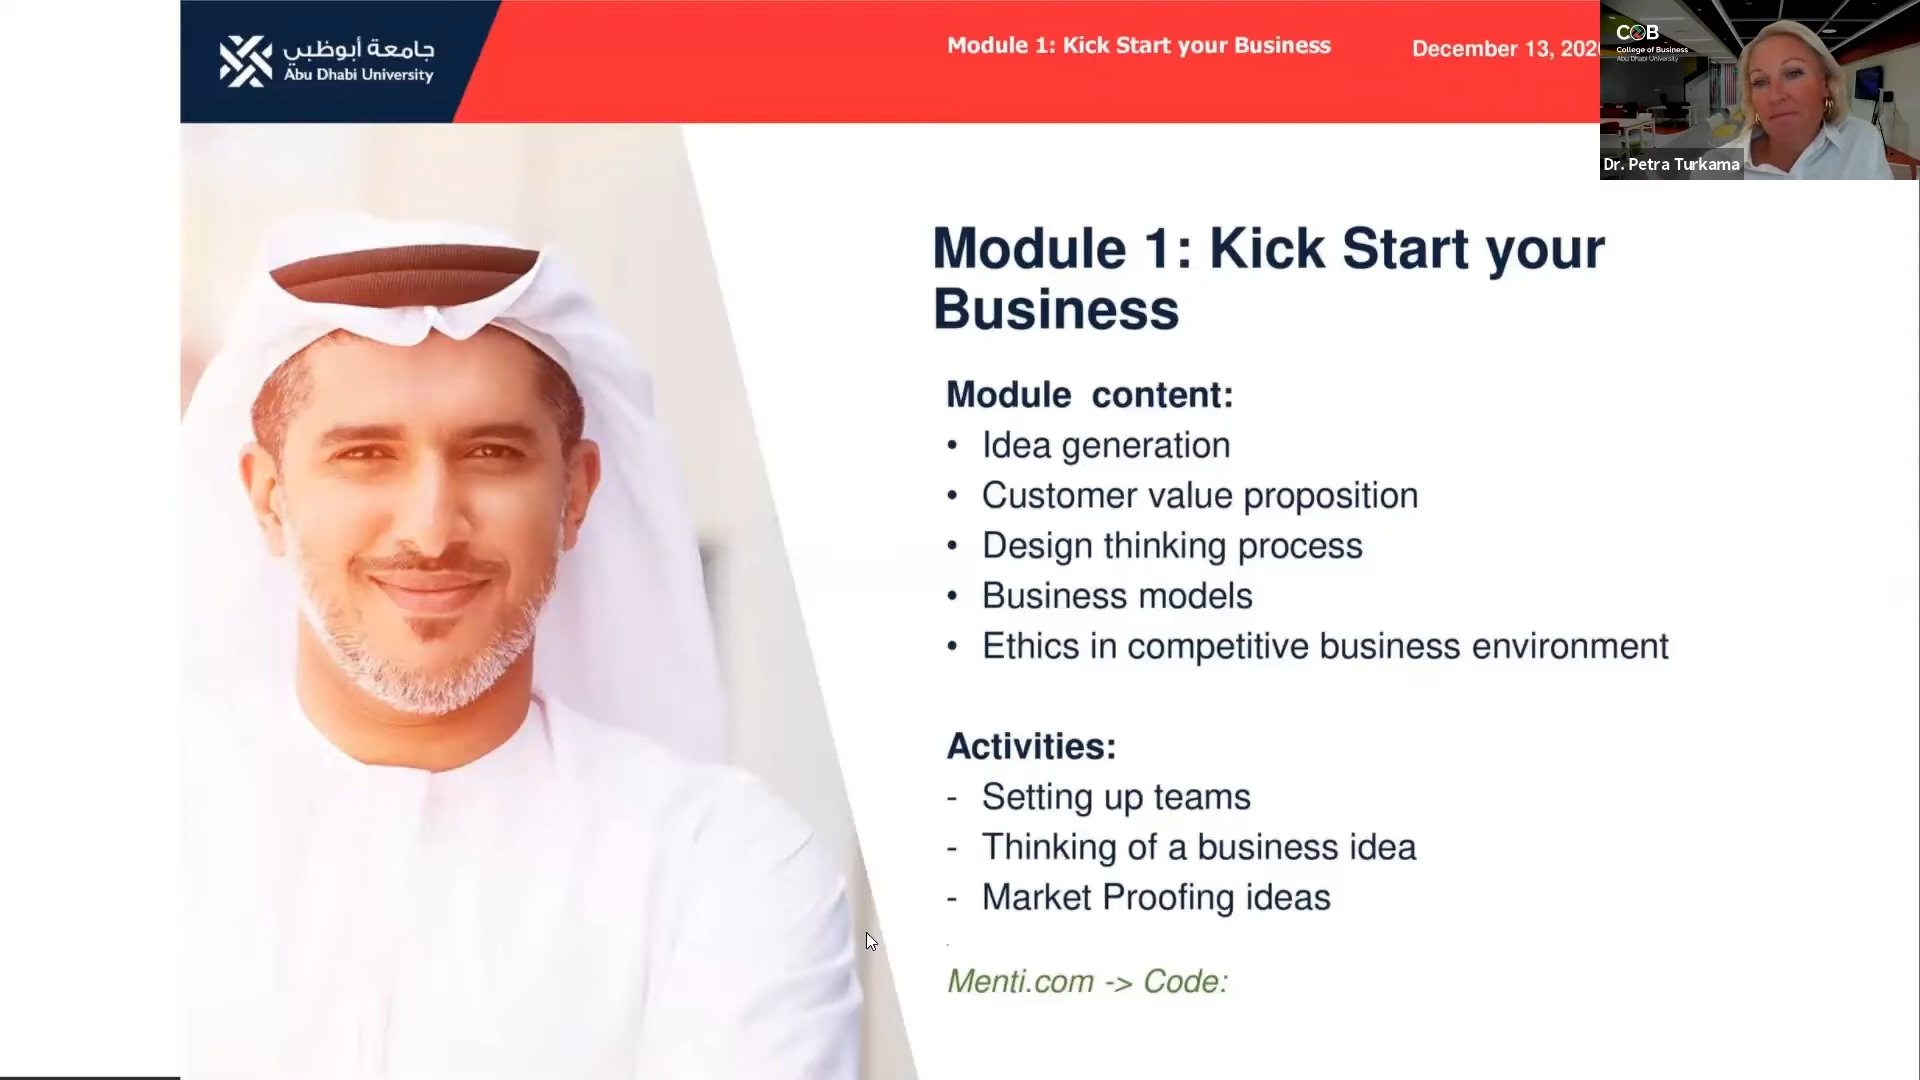 جامعة أبوظبي
Abu Dhabi University
Module 1: Kick Start your Business
December 13, 202
COB
College of Business
Abu Dhabi University
Dr. Petra Turkama
Module 1: Kick Start your
Business
Module content:
• Idea generation
• Customer value proposition
• Design thinking process
• Business models
• Ethics in competitive business environment
Activities:
- Setting up teams
- Thinking of a business idea
- Market Proofing ideas
.
Menti.com -> Code: